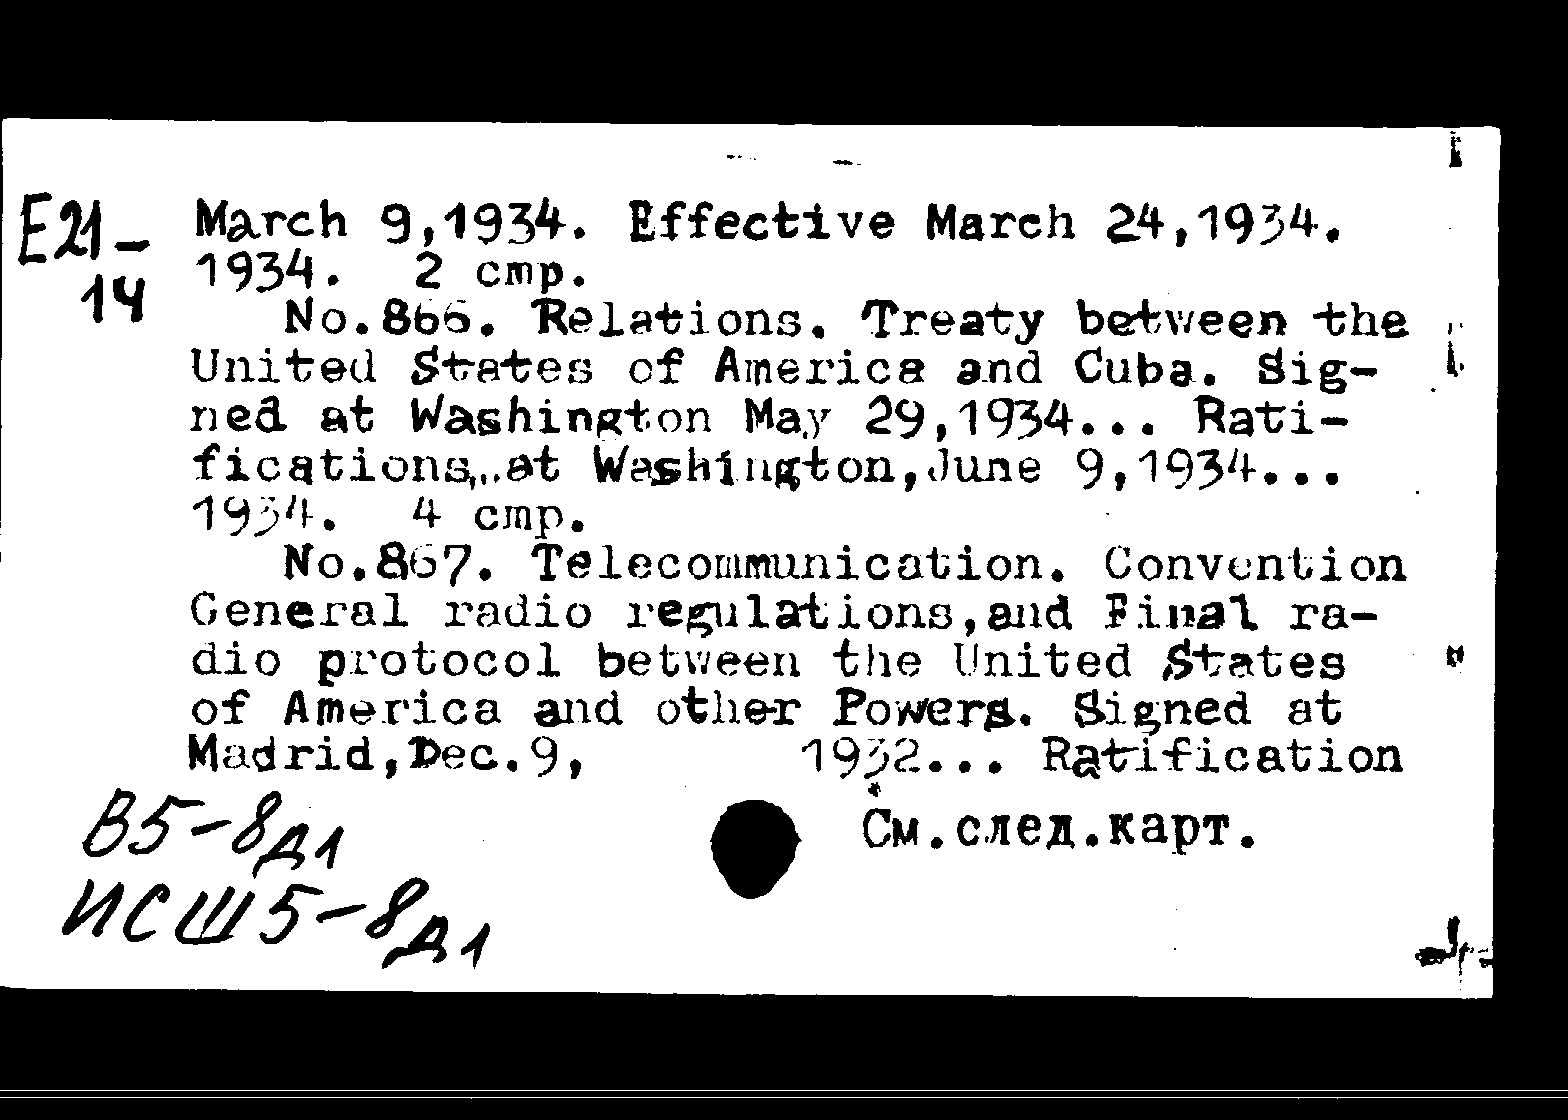 E21-
14
March 9,1934. Effective March 24,1934.
1934. 2 стр.
No.866. Relations. Treaty between the
United States of America and Cuba. Sig-
ned at Washington May 29,1934... Rati-
fications,..at Washington,June 9,1934...
1934. 4 стр.
No.867. Telecommunication. Convention
General radio regulations,and Final ra-
dio protocol between the United States
of America and other Powers. Signed at
Madrid,Dec.9, 1932... Ratification
См.след.карт.
В5-8д1
ИСШ5-8д1